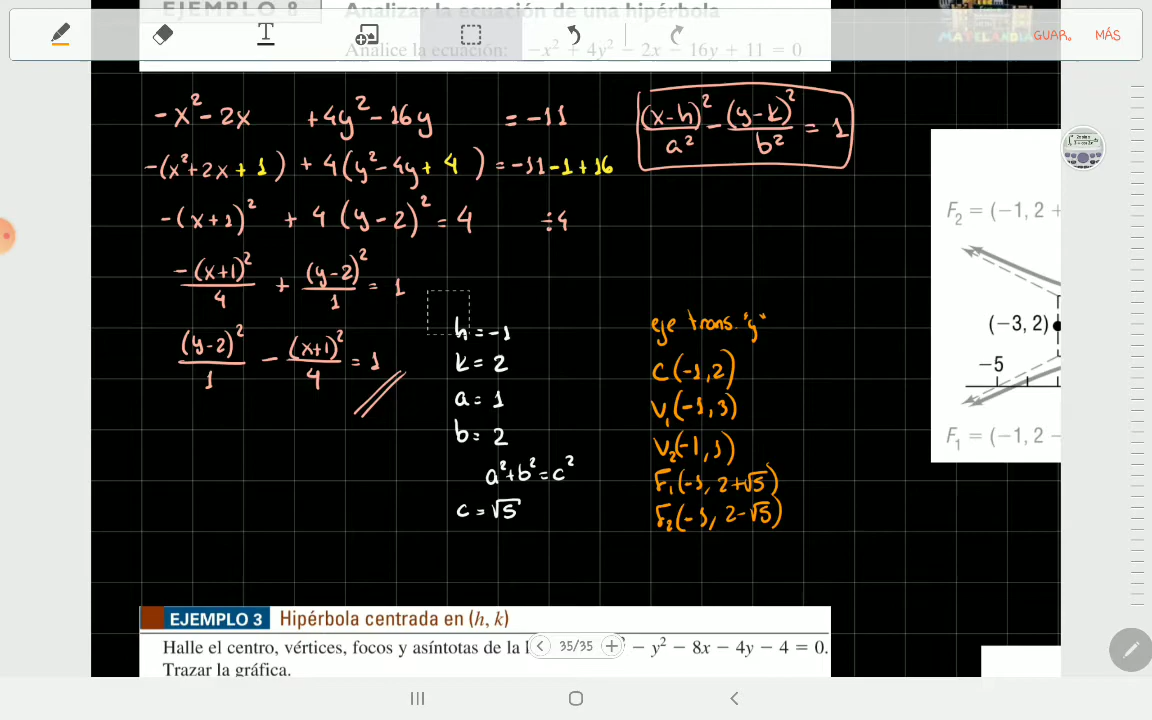 EJEMPLO 8 Analizar la ecuación de una hipérbola
T GUAR. MÁS
Analice la ecuación: −x² + 4y² − 2x − 16y + 11 = 0
-x² - 2x + 4y² - 16y = -11
-(x² + 2x + 1) + 4(y² - 4y + 4) = -11 - 1 + 16
-(x+1)² + 4(y-2)² = 4 ÷4
-(x+1)²/4 + (y-2)²/1 = 1
(y-2)²/1 - (x+1)²/4 = 1
(x-h)²/a² - (y-k)²/b² = 1
h = -1
k = 2
a = 1
b = 2
a² + b² = c²
c = √5
eje trans. "y"
C(-1,2)
V₁(-1,3)
V₂(-1,1)
F₁(-1, 2+√5)
F₂(-1, 2-√5)
F₂ = (−1, 2 +
(−3, 2)
−5
F₁ = (−1, 2 −
EJEMPLO 3 Hipérbola centrada en (h, k)
Halle el centro, vértices, focos y asíntotas de la − y² − 8x − 4y − 4 = 0.
35/35
Trazar la gráfica.